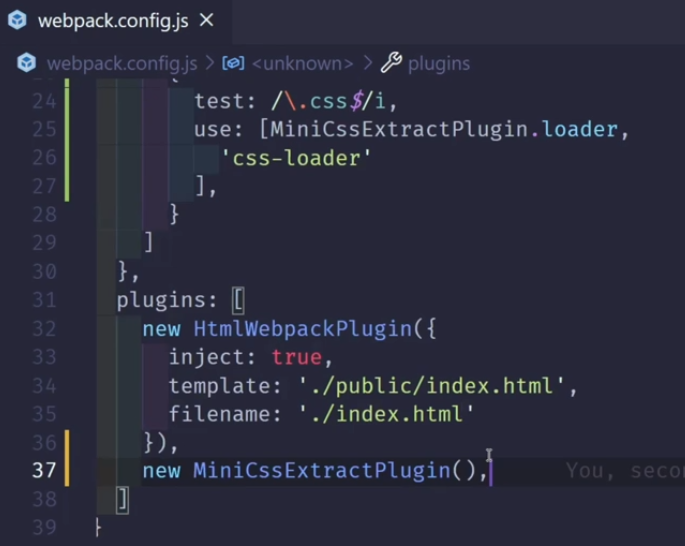 webpack.config.js
webpack.config.js > <unknown> > plugins
24 test: /\.css$/i,
25 use: [MiniCssExtractPlugin.loader,
26 'css-loader'
27 ],
28 }
29 ]
30 },
31 plugins: [
32 new HtmlWebpackPlugin({
33 inject: true,
34 template: './public/index.html',
35 filename: './index.html'
36 }),
37 new MiniCssExtractPlugin(), You,
38 ]
39 }